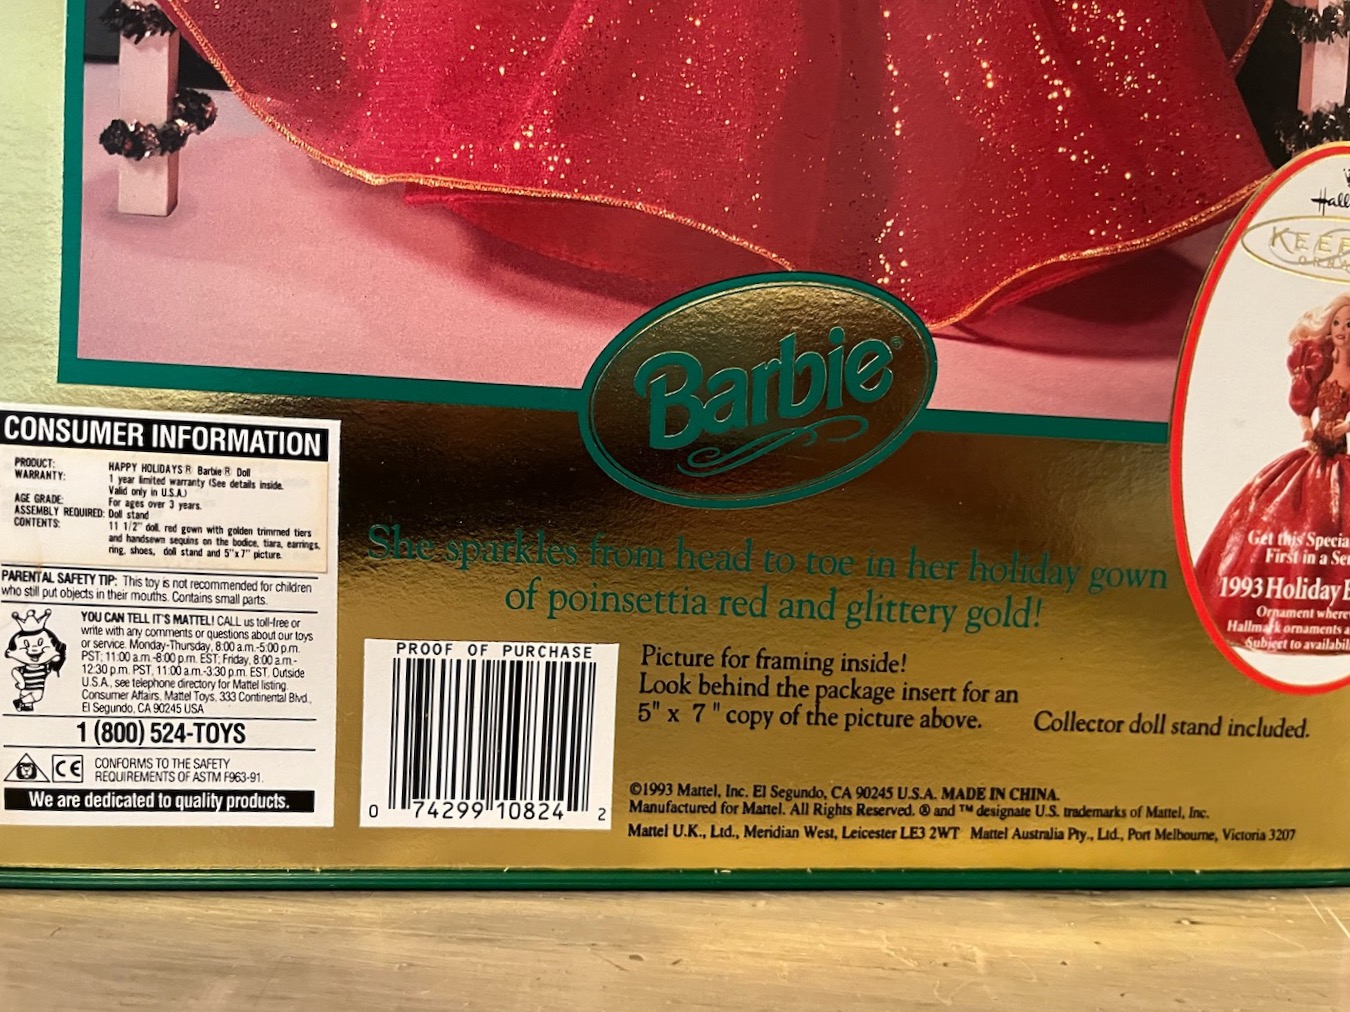 Barbie®
CONSUMER INFORMATION
PRODUCT: HAPPY HOLIDAYS® Barbie® Doll
WARRANTY: 1 year limited warranty (See details inside.
Valid only in U.S.A.)
AGE GRADE: For ages over 3 years.
ASSEMBLY REQUIRED: Doll stand
CONTENTS: 11 1/2" doll, red gown with golden trimmed tiers
and handsewn sequins on the bodice, tiara, earrings,
ring, shoes, doll stand and 5"x7" picture.
PARENTAL SAFETY TIP: This toy is not recommended for children
who still put objects in their mouths. Contains small parts.
YOU CAN TELL IT'S MATTEL! CALL us toll-free or
write with any comments or questions about our toys
or service. Monday-Thursday, 8:00 a.m.-5:00 p.m.
PST; 11:00 a.m.-8:00 p.m. EST; Friday, 8:00 a.m.-
12:30 p.m. PST, 11:00 a.m.-3:30 p.m. EST. Outside
U.S.A., see telephone directory for Mattel listing.
Consumer Affairs, Mattel Toys, 333 Continental Blvd.,
El Segundo, CA 90245 USA
1 (800) 524-TOYS
CE
CONFORMS TO THE SAFETY
REQUIREMENTS OF ASTM F963-91.
We are dedicated to quality products.
She sparkles from head to toe in her holiday gown
of poinsettia red and glittery gold!
PROOF OF PURCHASE
0 74299 10824 2
Picture for framing inside!
Look behind the package insert for an
5" x 7" copy of the picture above.
Collector doll stand included.
©1993 Mattel, Inc. El Segundo, CA 90245 U.S.A. MADE IN CHINA.
Manufactured for Mattel. All Rights Reserved. ® and ™ designate U.S. trademarks of Mattel, Inc.
Mattel U.K., Ltd., Meridian West, Leicester LE3 2WT Mattel Australia Pty., Ltd., Port Melbourne, Victoria 3207
Get this
First in a
1993 Holiday
Ornament
Hallmark ornaments
Subject to